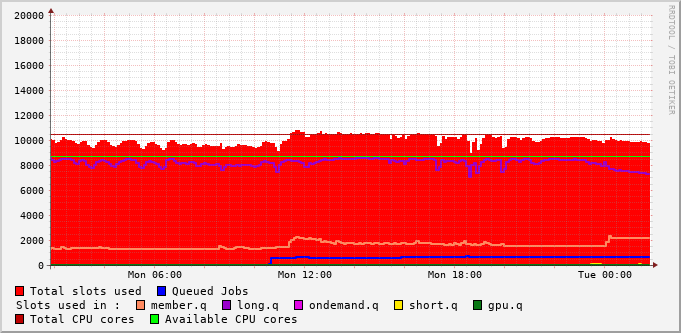 RRDTOOL / TOBI OETIKER
20000
18000
16000
14000
12000
10000
8000
6000
4000
2000
0
Mon 06:00 Mon 12:00 Mon 18:00 Tue 00:00
Total slots used Queued Jobs
Slots used in : member.q long.q ondemand.q short.q gpu.q
Total CPU cores Available CPU cores